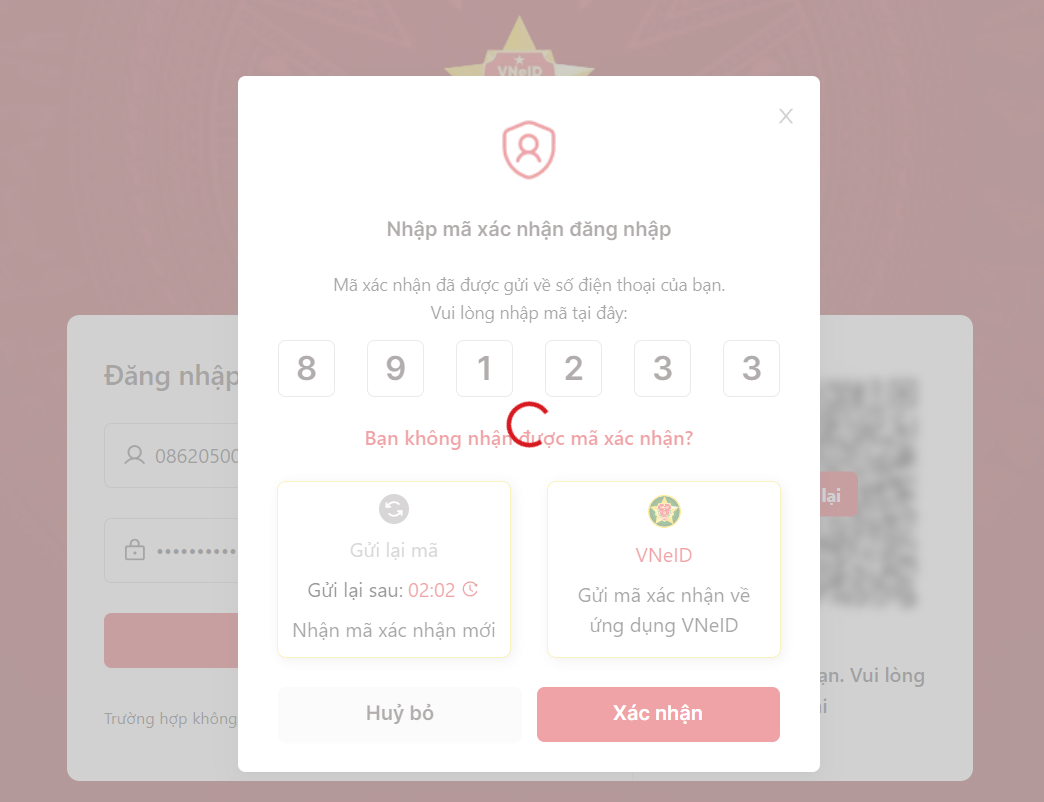 VNeID
Nhập mã xác nhận đăng nhập
Mã xác nhận đã được gửi về số điện thoại của bạn.
Vui lòng nhập mã tại đây:
8 9 1 2 3 3
Bạn không nhận được mã xác nhận?
Gửi lại mã
Gửi lại sau: 02:02
Nhận mã xác nhận mới
VNeID
Gửi mã xác nhận về
ứng dụng VNeID
Huỷ bỏ
Xác nhận
Đăng nhập
08620500
lại
Trường hợp không
ạn. Vui lòng